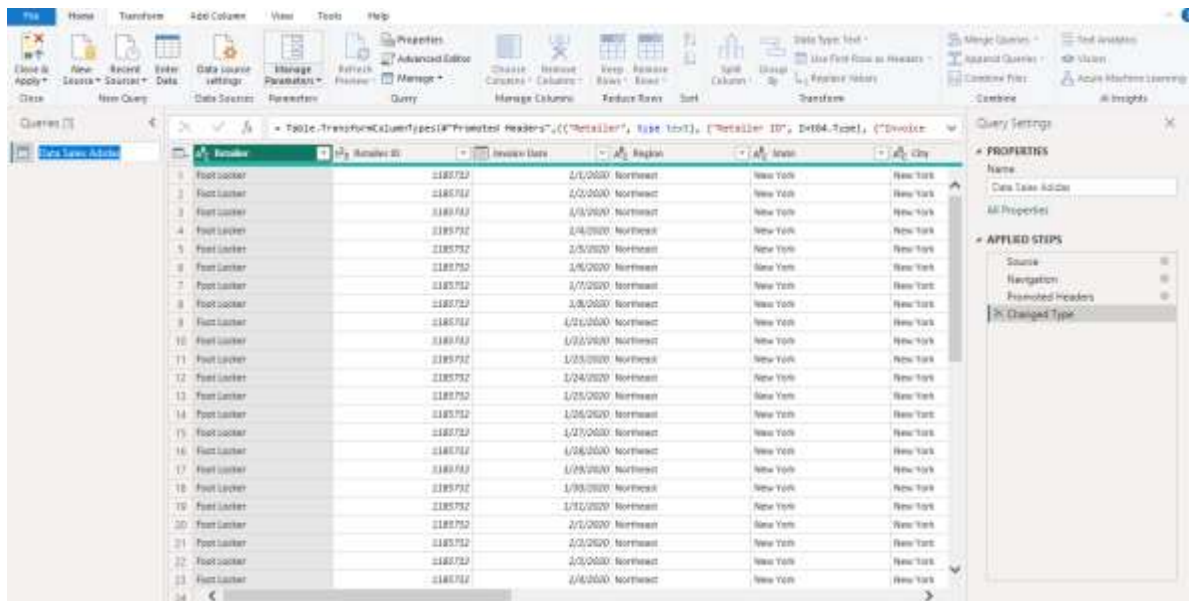 File Home Transform Add Column View Tools Help
Close & Apply New Source Recent Sources Enter Data Data source settings Manage Parameters Refresh Preview Properties Advanced Editor Manage Choose Columns Remove Columns Keep Rows Remove Rows Split Column Group By Data Type: Text Use First Row as Headers Replace Values Merge Queries Append Queries Combine Files Text Analytics Vision Azure Machine Learning
Close New Query Data Sources Parameters Query Manage Columns Reduce Rows Sort Transform Combine AI Insights
Queries [1]
= Table.TransformColumnTypes(#"Promoted Headers",{{"Retailer", type text}, {"Retailer ID", Int64.Type}, {"Invoice
Query Settings
Data Sales Adidas
Retailer Retailer ID Invoice Date Region State City
1 Foot Locker 1185732 1/1/2020 Northeast New York New York
2 Foot Locker 1185732 1/2/2020 Northeast New York New York
3 Foot Locker 1185732 1/3/2020 Northeast New York New York
4 Foot Locker 1185732 1/4/2020 Northeast New York New York
5 Foot Locker 1185732 1/5/2020 Northeast New York New York
6 Foot Locker 1185732 1/6/2020 Northeast New York New York
7 Foot Locker 1185732 1/7/2020 Northeast New York New York
8 Foot Locker 1185732 1/8/2020 Northeast New York New York
9 Foot Locker 1185732 1/21/2020 Northeast New York New York
10 Foot Locker 1185732 1/22/2020 Northeast New York New York
11 Foot Locker 1185732 1/23/2020 Northeast New York New York
12 Foot Locker 1185732 1/24/2020 Northeast New York New York
13 Foot Locker 1185732 1/25/2020 Northeast New York New York
14 Foot Locker 1185732 1/26/2020 Northeast New York New York
15 Foot Locker 1185732 1/27/2020 Northeast New York New York
16 Foot Locker 1185732 1/28/2020 Northeast New York New York
17 Foot Locker 1185732 1/29/2020 Northeast New York New York
18 Foot Locker 1185732 1/30/2020 Northeast New York New York
19 Foot Locker 1185732 1/31/2020 Northeast New York New York
20 Foot Locker 1185732 2/1/2020 Northeast New York New York
21 Foot Locker 1185732 2/2/2020 Northeast New York New York
22 Foot Locker 1185732 2/3/2020 Northeast New York New York
23 Foot Locker 1185732 2/4/2020 Northeast New York New York
24
PROPERTIES
Name
Data Sales Adidas
All Properties
APPLIED STEPS
Source
Navigation
Promoted Headers
Changed Type